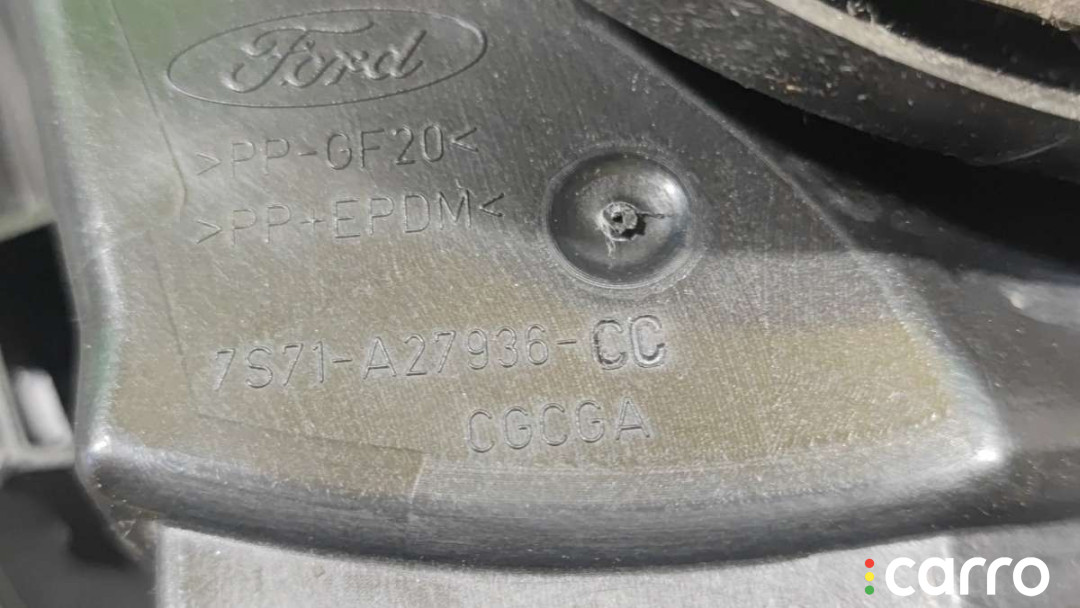 Ford
>PP-GF20<
>PP+EPDM<
7S71-A27936-CC
CGCGA
carro